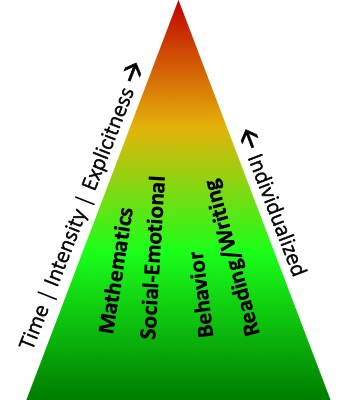 Time | Intensity | Explicitness →
← Individualized
Mathematics
Social-Emotional
Behavior
Reading/Writing